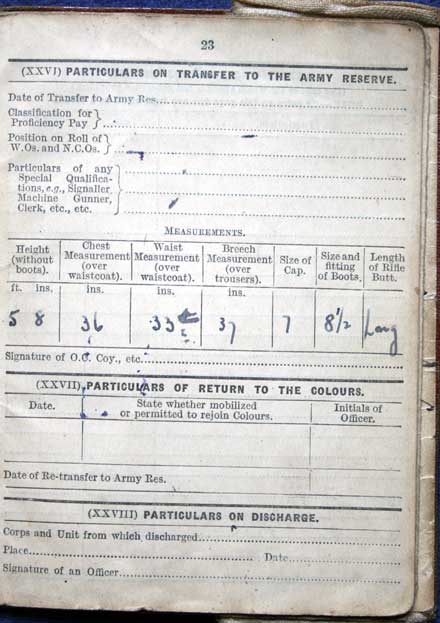 23
(XXVI) PARTICULARS ON TRANSFER TO THE ARMY RESERVE.
Date of Transfer to Army Res.
Classification for
Proficiency Pay }
Position on Roll of
W.Os. and N.C.Os. }
Particulars of any
Special Qualifica-
tions, e.g., Signaller,
Machine Gunner,
Clerk, etc., etc. }
MEASUREMENTS.
Height (without boots). Chest Measurement (over waistcoat). Waist Measurement (over waistcoat). Breech Measurement (over trousers). Size of Cap. Size and fitting of Boots. Length of Rifle Butt.
ft. ins. ins. ins. ins.
5 8 36 33 37 7 8½ Long
Signature of O.C. Coy., etc.
(XXVII) PARTICULARS OF RETURN TO THE COLOURS.
Date. State whether mobilized or permitted to rejoin Colours. Initials of Officer.
Date of Re-transfer to Army Res.
(XXVIII) PARTICULARS ON DISCHARGE.
Corps and Unit from which discharged
Place Date
Signature of an Officer